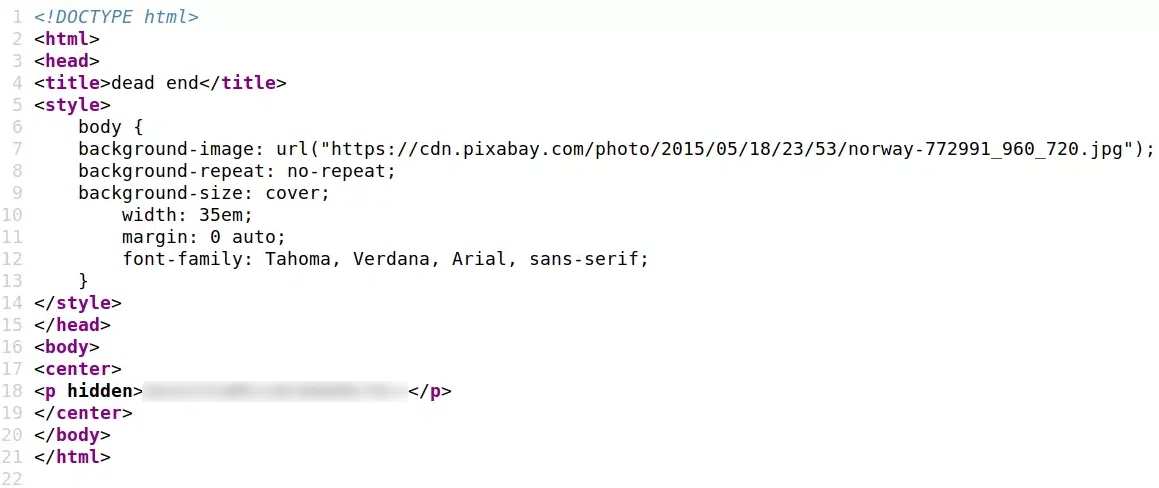 1 <!DOCTYPE html>
2 <html>
3 <head>
4 <title>dead end</title>
5 <style>
6     body {
7     background-image: url("https://cdn.pixabay.com/photo/2015/05/18/23/53/norway-772991_960_720.jpg");
8     background-repeat: no-repeat;
9     background-size: cover;
10         width: 35em;
11         margin: 0 auto;
12         font-family: Tahoma, Verdana, Arial, sans-serif;
13     }
14 </style>
15 </head>
16 <body>
17 <center>
18 <p hidden></p>
19 </center>
20 </body>
21 </html>
22